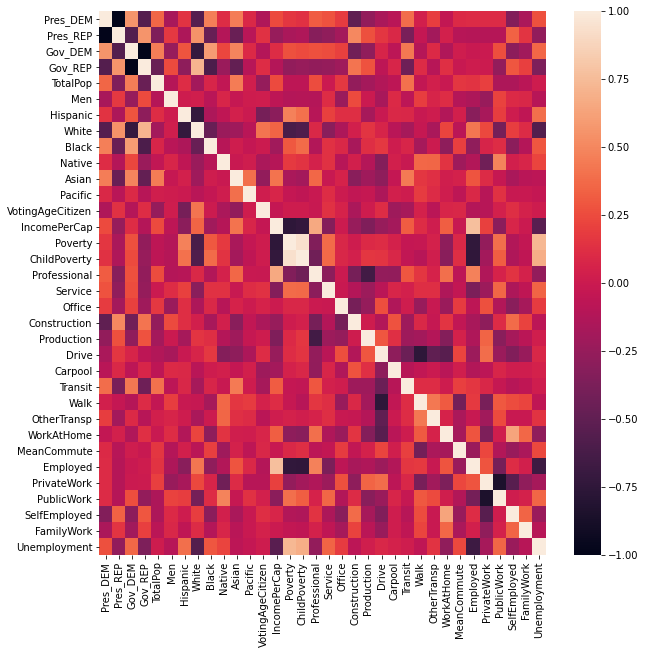 Pres_DEM
Pres_REP
Gov_DEM
Gov_REP
TotalPop
Men
Hispanic
White
Black
Native
Asian
Pacific
VotingAgeCitizen
IncomePerCap
Poverty
ChildPoverty
Professional
Service
Office
Construction
Production
Drive
Carpool
Transit
Walk
OtherTransp
WorkAtHome
MeanCommute
Employed
PrivateWork
PublicWork
SelfEmployed
FamilyWork
Unemployment
Pres_DEM
Pres_REP
Gov_DEM
Gov_REP
TotalPop
Men
Hispanic
White
Black
Native
Asian
Pacific
VotingAgeCitizen
IncomePerCap
Poverty
ChildPoverty
Professional
Service
Office
Construction
Production
Drive
Carpool
Transit
Walk
OtherTransp
WorkAtHome
MeanCommute
Employed
PrivateWork
PublicWork
SelfEmployed
FamilyWork
Unemployment
1.00
0.75
0.50
0.25
0.00
−0.25
−0.50
−0.75
−1.00